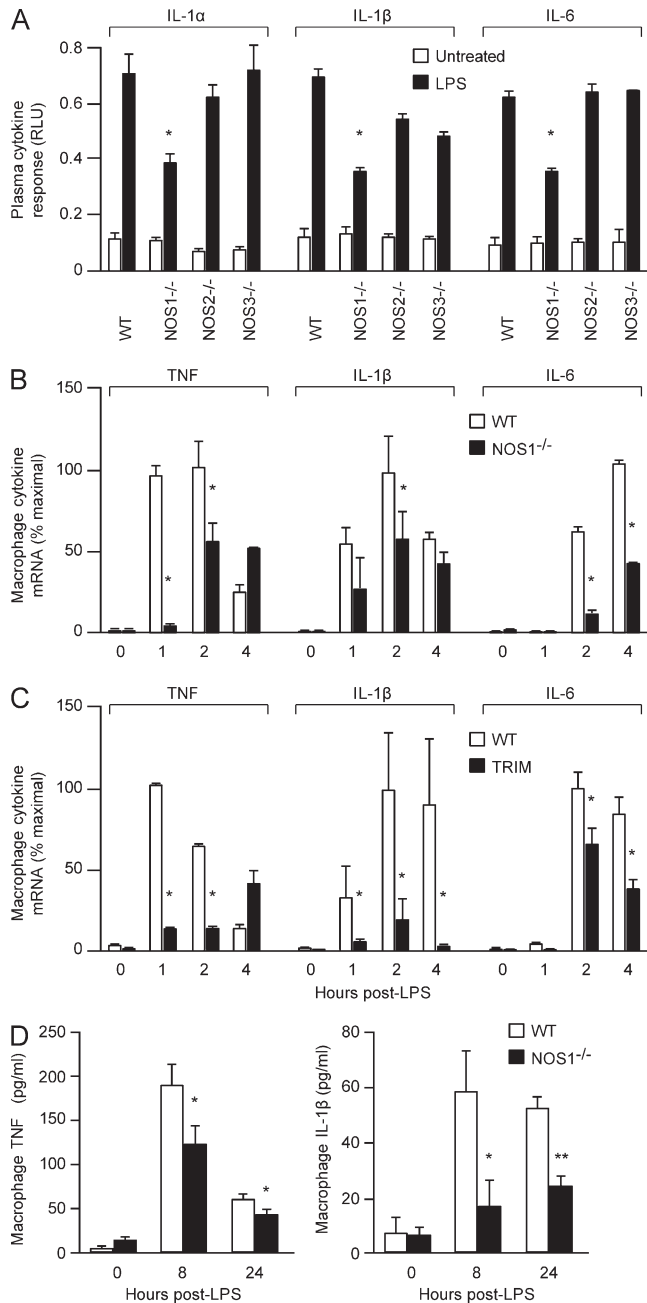 A
IL-1α IL-1β IL-6
Plasma cytokine
response (RLU)
0.8
0.6
0.4
0.2
0
Untreated
LPS
* * *
WT NOS1-/- NOS2-/- NOS3-/- WT NOS1-/- NOS2-/- NOS3-/- WT NOS1-/- NOS2-/- NOS3-/-
B
TNF IL-1β IL-6
Macrophage cytokine
mRNA (% maximal)
150
100
50
0
WT
NOS1-/-
* * * * *
0 1 2 4 0 1 2 4 0 1 2 4
C
TNF IL-1β IL-6
Macrophage cytokine
mRNA (% maximal)
150
100
50
0
WT
TRIM
* * * * * * *
0 1 2 4 0 1 2 4 0 1 2 4
Hours post-LPS
D
Macrophage TNF (pg/ml)
250
200
150
100
50
0
* *
0 8 24
Hours post-LPS
Macrophage IL-1β (pg/ml)
80
60
40
20
0
WT
NOS1-/-
* **
0 8 24
Hours post-LPS